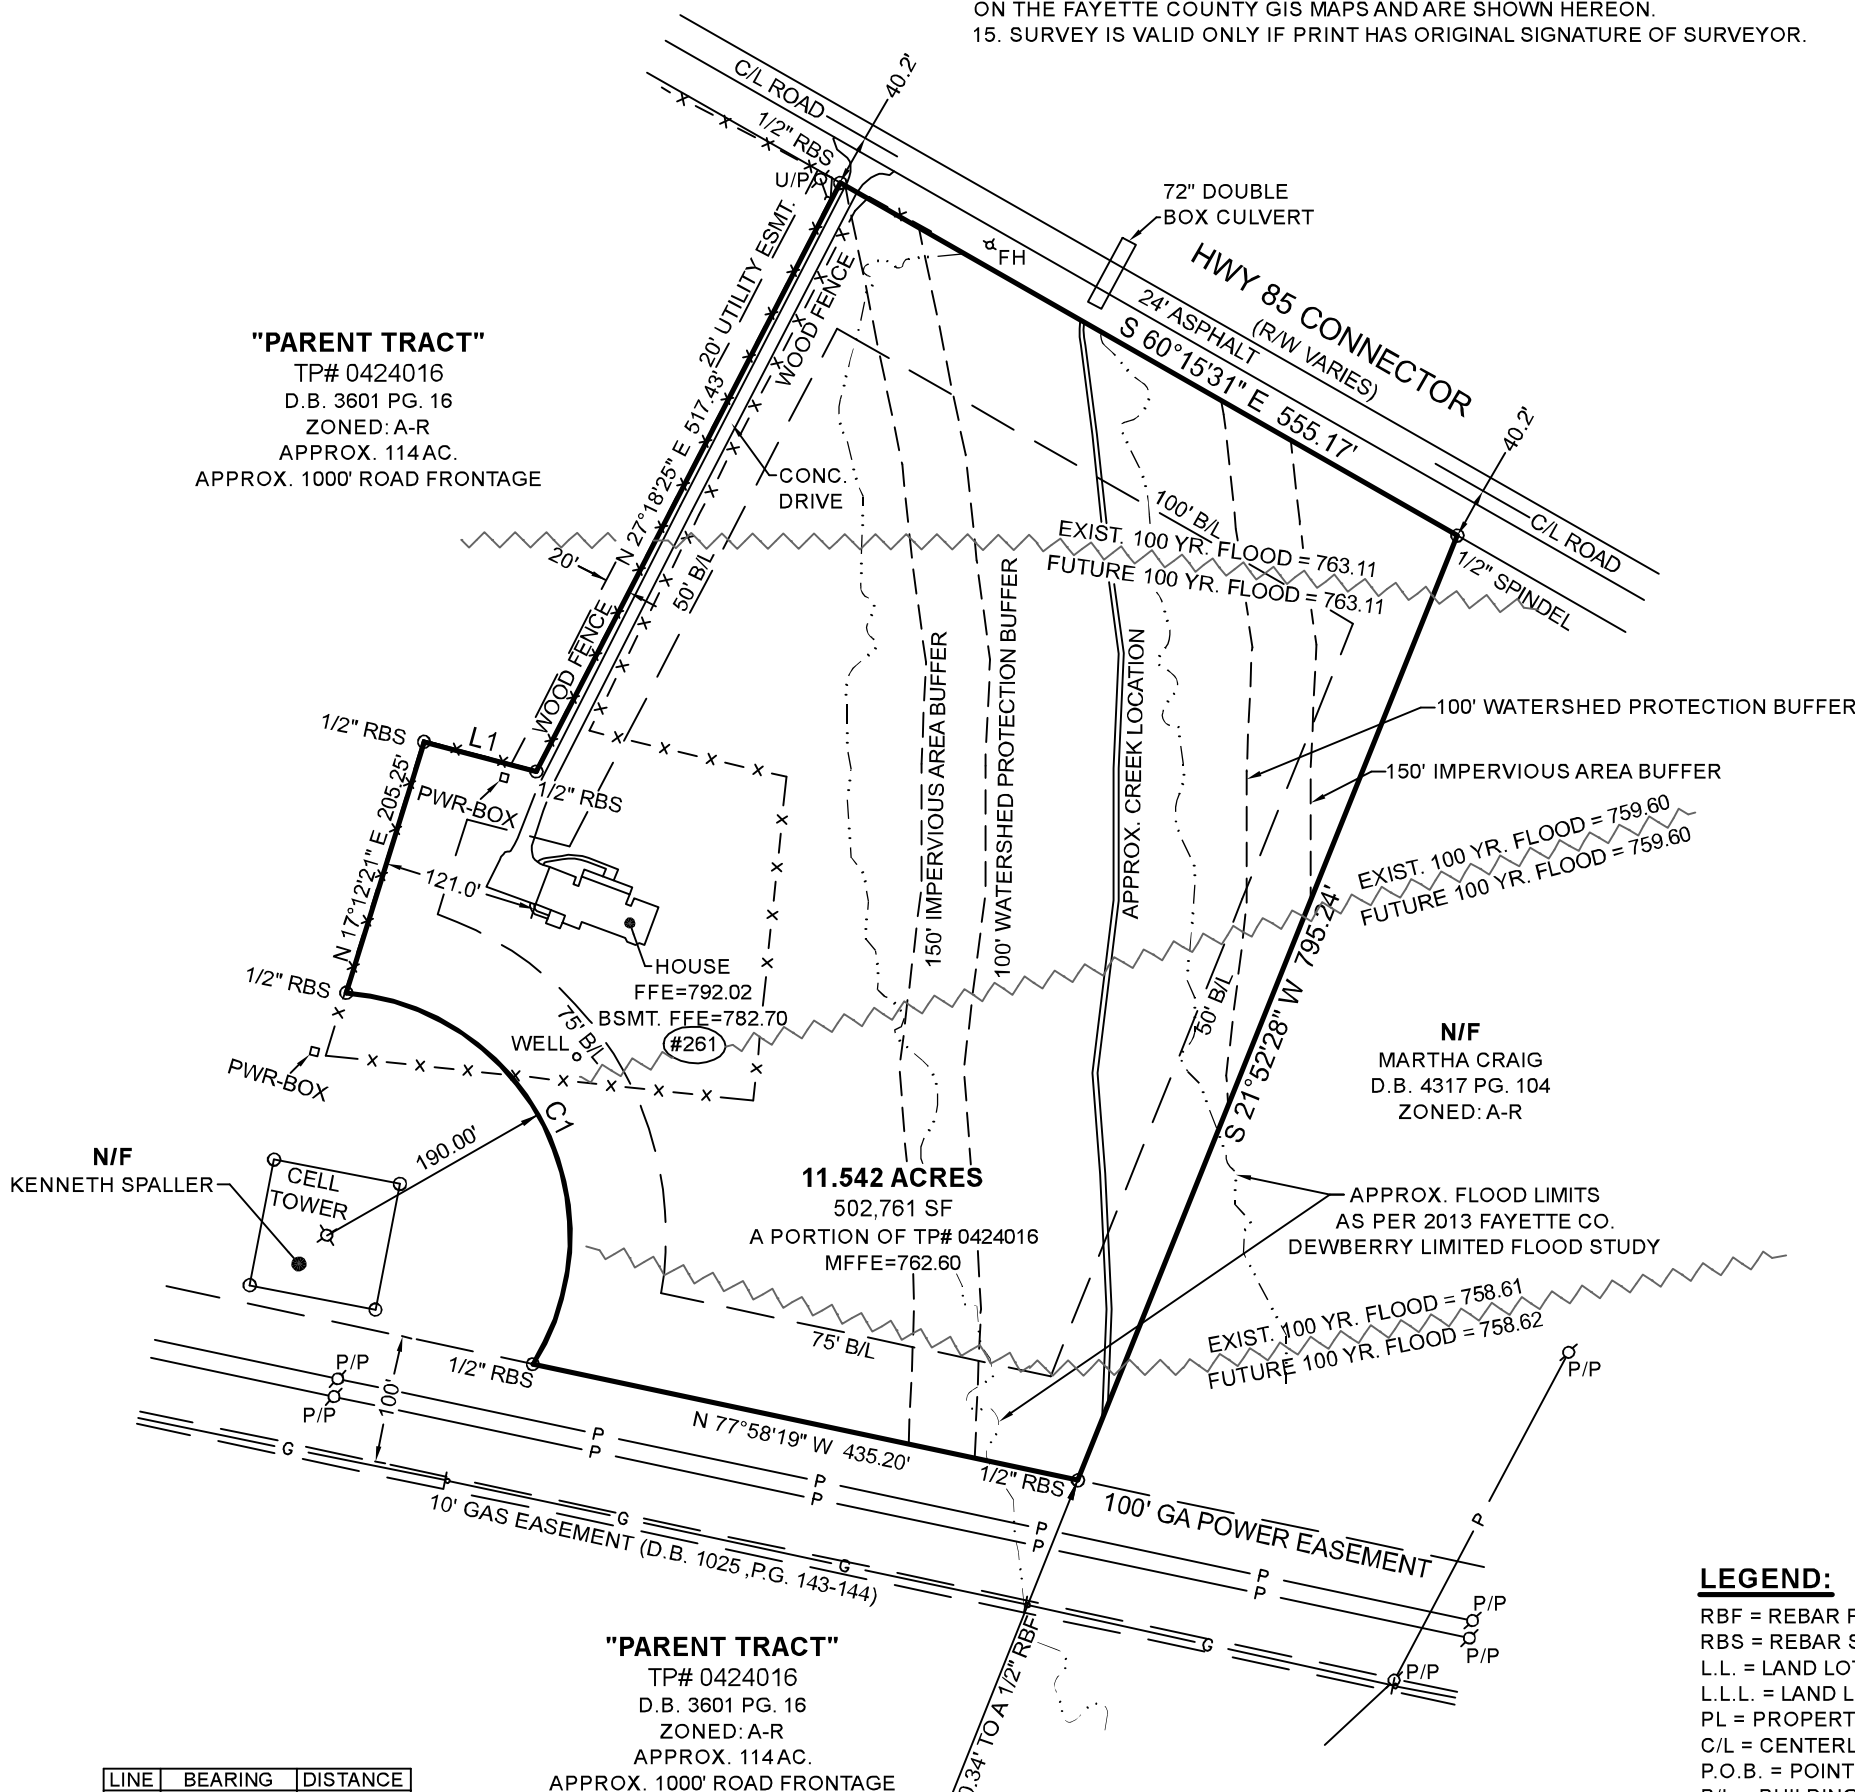 ON THE FAYETTE COUNTY GIS MAPS AND ARE SHOWN HEREON.
15. SURVEY IS VALID ONLY IF PRINT HAS ORIGINAL SIGNATURE OF SURVEYOR.
C/L ROAD
40.2'
1/2" RBS
U/P
72" DOUBLE
BOX CULVERT
FH
HWY 85 CONNECTOR
24' ASPHALT
(R/W VARIES)
S 60°15'31" E 555.17'
40.2'
C/L ROAD
1/2" SPINDEL
"PARENT TRACT"
TP# 0424016
D.B. 3601 PG. 16
ZONED: A-R
APPROX. 114 AC.
APPROX. 1000' ROAD FRONTAGE
20' UTILITY ESMT.
WOOD FENCE
N 27°18'25" E 517.43'
CONC.
DRIVE
20'
50' B/L
WOOD FENCE
100' B/L
EXIST. 100 YR. FLOOD = 763.11
FUTURE 100 YR. FLOOD = 763.11
150' IMPERVIOUS AREA BUFFER
100' WATERSHED PROTECTION BUFFER
APPROX. CREEK LOCATION
100' WATERSHED PROTECTION BUFFER
150' IMPERVIOUS AREA BUFFER
1/2" RBS
L1
PWR-BOX
1/2" RBS
N 17°12'21" E 205.25'
121.0'
EXIST. 100 YR. FLOOD = 759.60
FUTURE 100 YR. FLOOD = 759.60
S 21°52'28" W 795.24'
50' B/L
HOUSE
FFE=792.02
BSMT. FFE=782.70
#261
WELL
75' B/L
1/2" RBS
PWR-BOX
C1
190.00'
N/F
MARTHA CRAIG
D.B. 4317 PG. 104
ZONED: A-R
N/F
KENNETH SPALLER
CELL
TOWER
11.542 ACRES
502,761 SF
A PORTION OF TP# 0424016
MFFE=762.60
APPROX. FLOOD LIMITS
AS PER 2013 FAYETTE CO.
DEWBERRY LIMITED FLOOD STUDY
75' B/L
EXIST. 100 YR. FLOOD = 758.61
FUTURE 100 YR. FLOOD = 758.62
P/P
P/P
P/P
100'
1/2" RBS
N 77°58'19" W 435.20'
1/2" RBS
G
P
P
P
P
P
P
P
P
P
G
G
G
10' GAS EASEMENT (D.B. 1025 ,P.G. 143-144)
100' GA POWER EASEMENT
P/P
P/P
P/P
0.34' TO A 1/2" RBF
"PARENT TRACT"
TP# 0424016
D.B. 3601 PG. 16
ZONED: A-R
APPROX. 114 AC.
APPROX. 1000' ROAD FRONTAGE
LINE BEARING DISTANCE
LEGEND:
RBF = REBAR
RBS = REBAR
L.L. = LAND LOT
L.L.L. = LAND
PL =
C/L =
P.O.B. = POINT